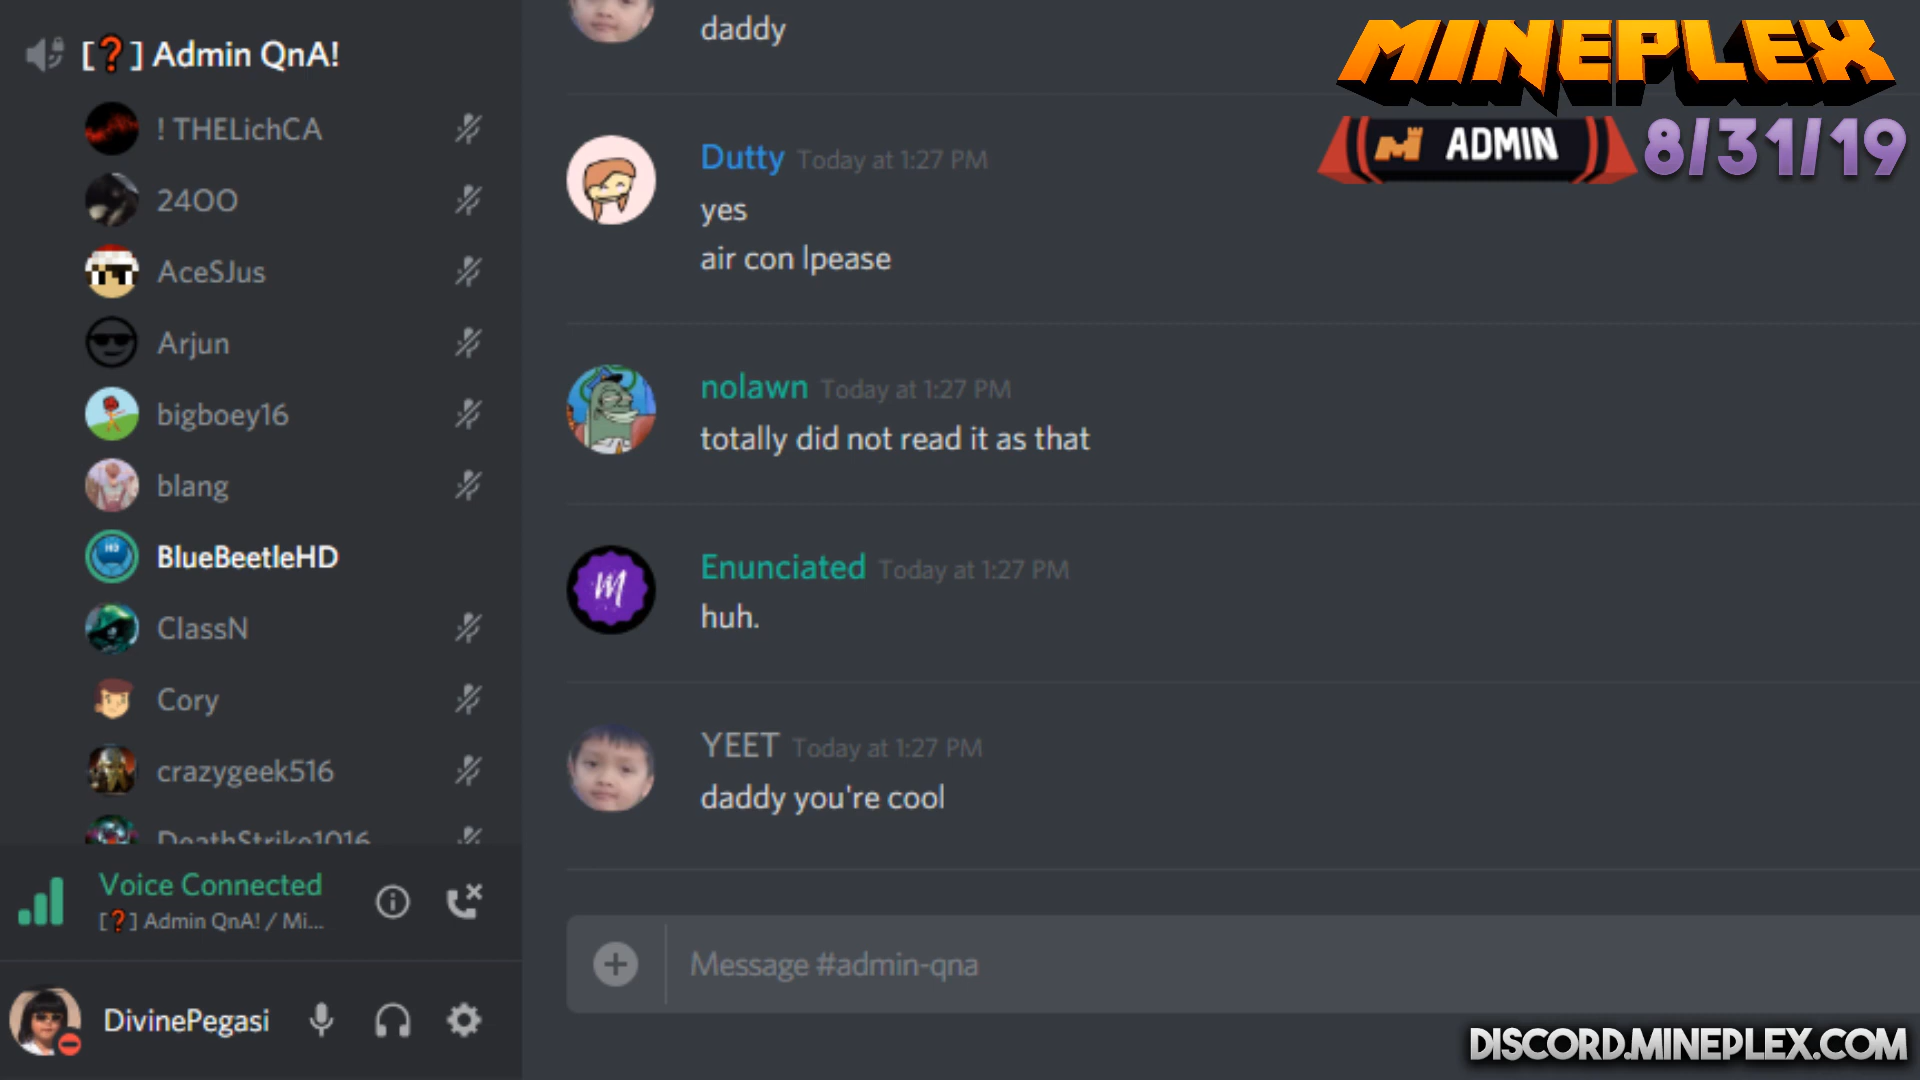 [❓] Admin QnA!
! THELichCA
24OO
AceSJus
Arjun
bigboey16
blang
BlueBeetleHD
HD
ClassN
Cory
crazygeek516
DeathStrike1016
Voice Connected
[❓] Admin QnA! / Mi...
DivinePegasi
daddy
Dutty Today at 1:27 PM
yes
air con lpease
nolawn Today at 1:27 PM
totally did not read it as that
Enunciated Today at 1:27 PM
huh.
M
YEET Today at 1:27 PM
daddy you're cool
Message #admin-qna
MINEPLEX
ADMIN 8/31/19
DISCORD.MINEPLEX.COM